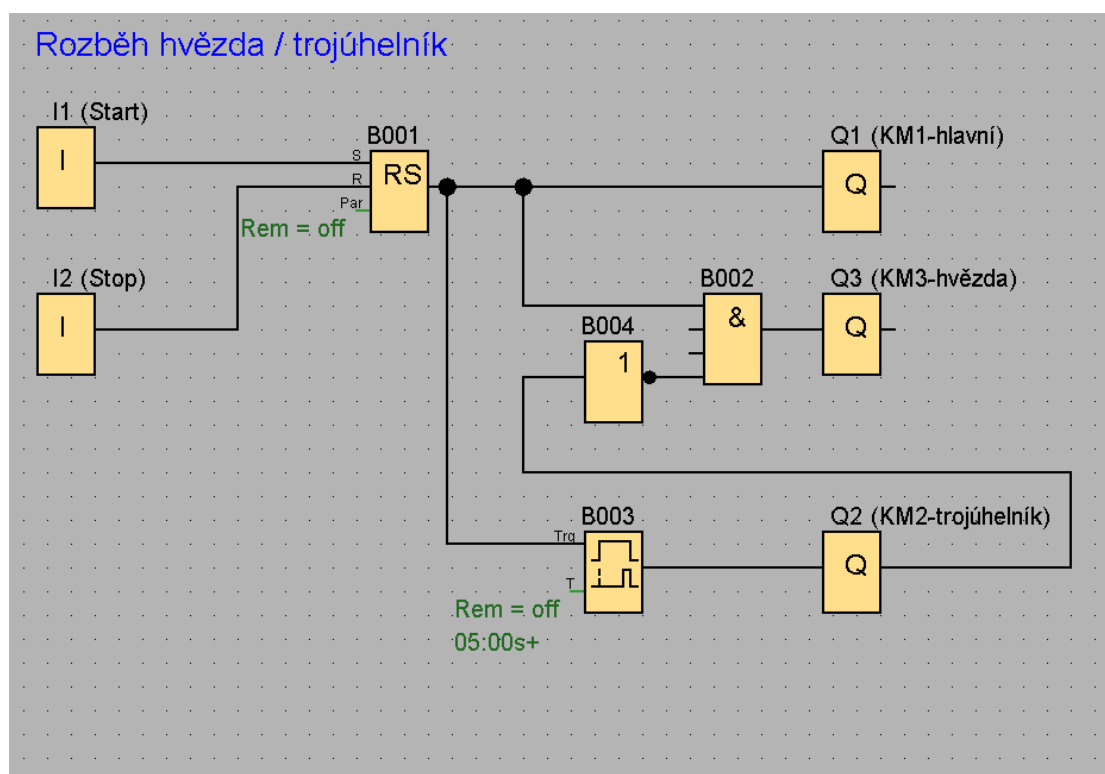 Rozběh hvězda / trojúhelník
I1 (Start)
I
B001
S
R
Par
RS
Rem = off
Q1 (KM1-hlavní)
Q
I2 (Stop)
I
B002
&
Q3 (KM3-hvězda)
Q
B004
1
B003
Trg
T
Rem = off
05:00s+
Q2 (KM2-trojúhelník)
Q